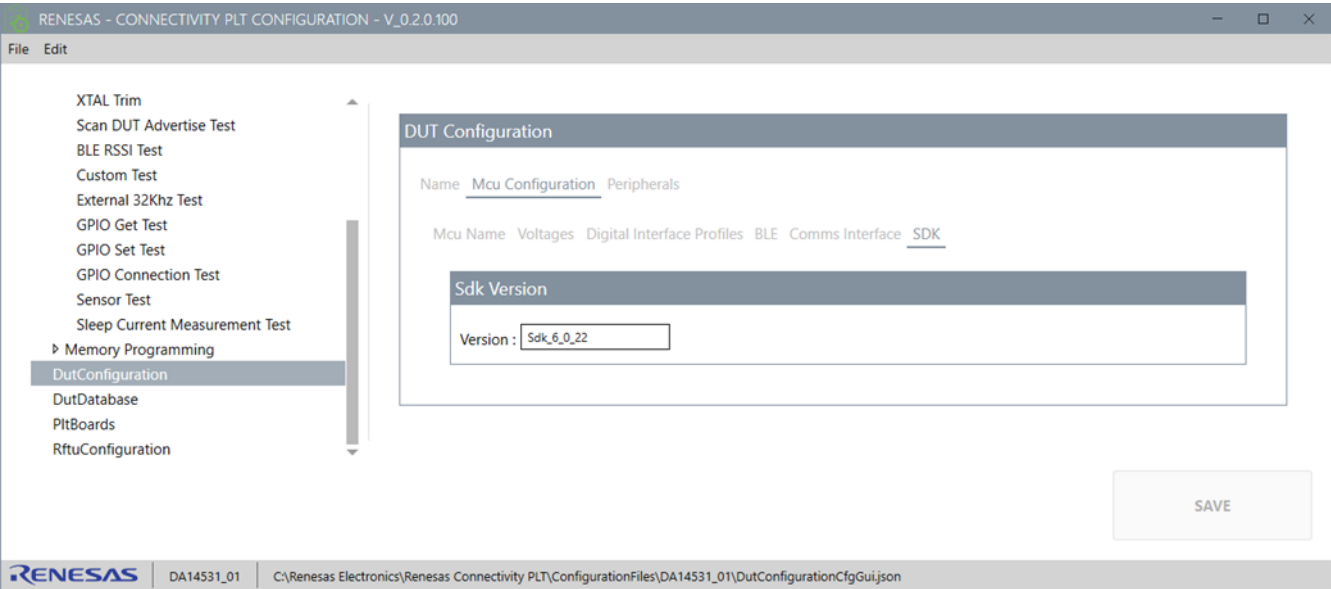 RENESAS - CONNECTIVITY PLT CONFIGURATION - V_0.2.0.100
File Edit
XTAL Trim
Scan DUT Advertise Test
BLE RSSI Test
Custom Test
External 32Khz Test
GPIO Get Test
GPIO Set Test
GPIO Connection Test
Sensor Test
Sleep Current Measurement Test
Memory Programming
DutConfiguration
DutDatabase
PltBoards
RftuConfiguration
DUT Configuration
Name Mcu Configuration Peripherals
Mcu Name Voltages Digital Interface Profiles BLE Comms Interface SDK
Sdk Version
Version : Sdk_6_0_22
SAVE
RENESAS DA14531_01 C:\Renesas Electronics\Renesas Connectivity PLT\ConfigurationFiles\DA14531_01\DutConfigurationCfgGui.json